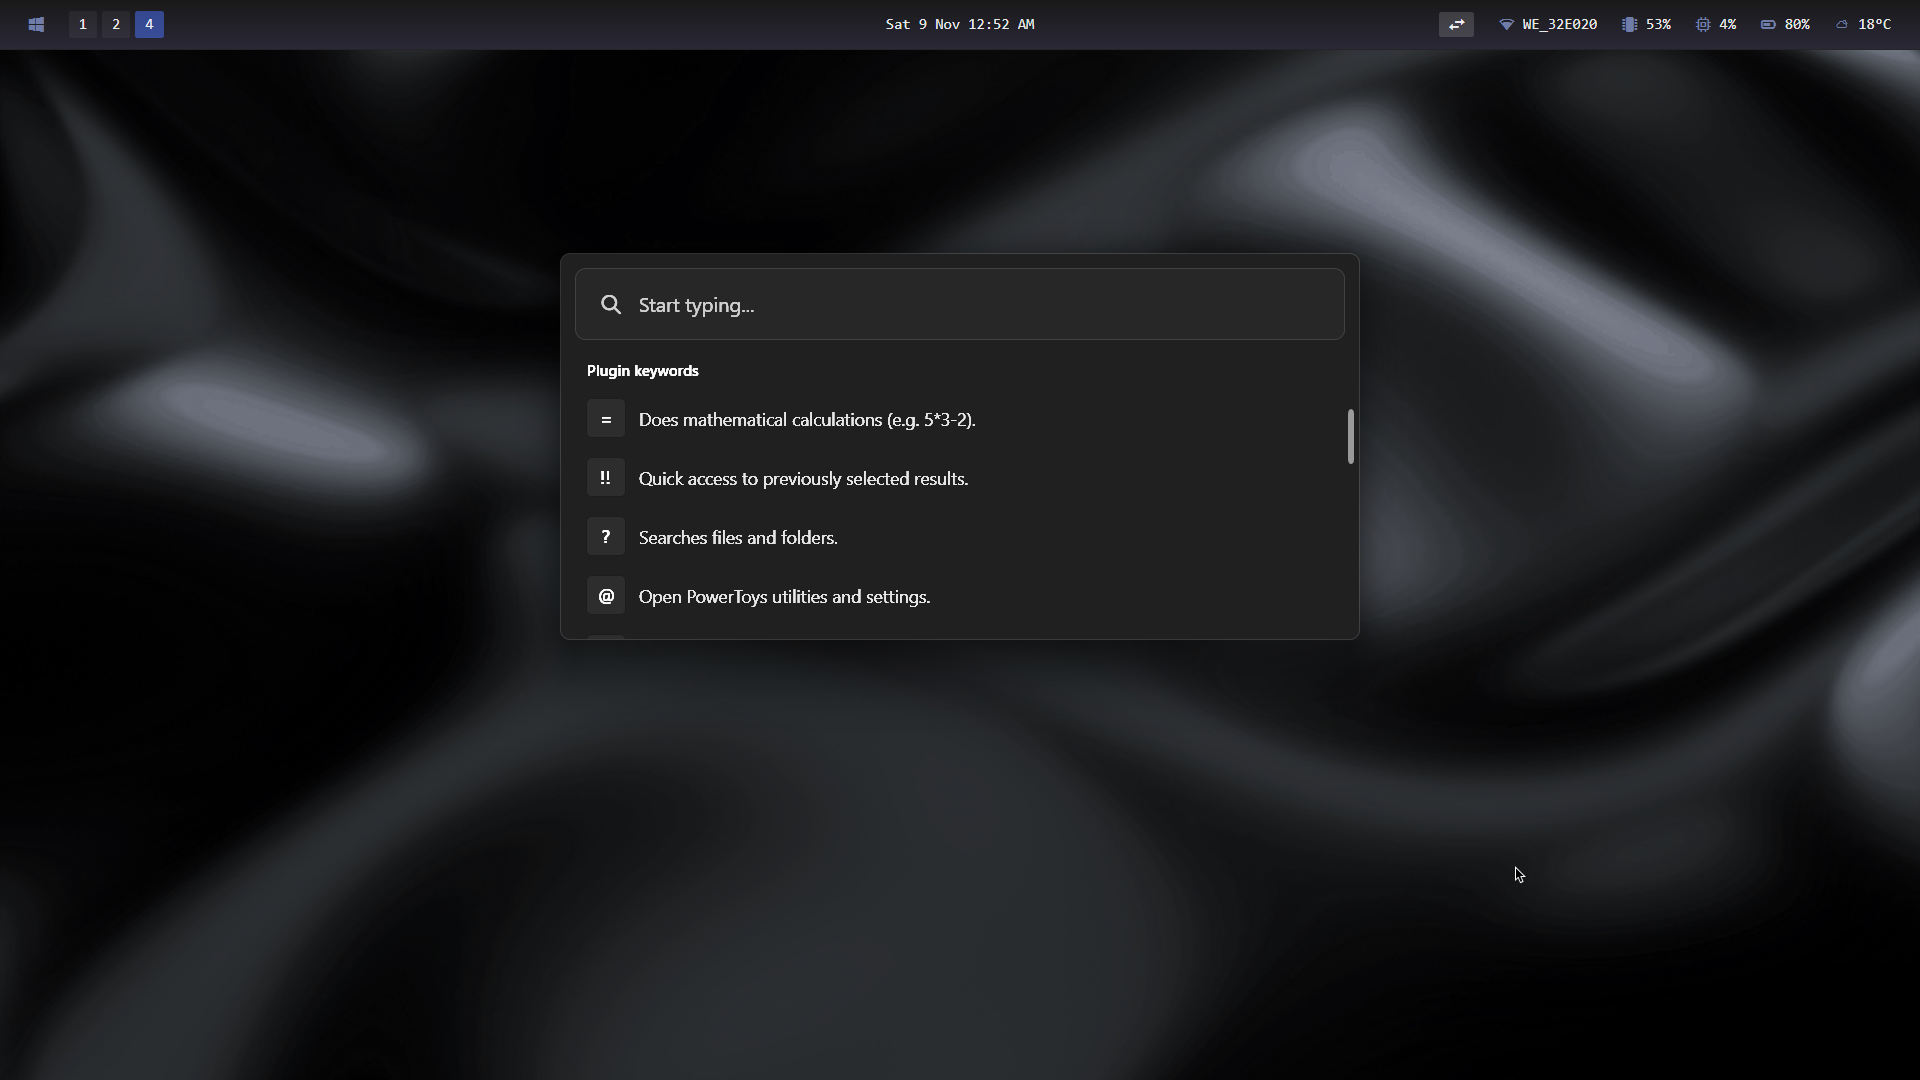 1 2 4 Sat 9 Nov 12:52 AM WE_32E020 53% 4% 80% 18°C
Start typing...
Plugin keywords
= Does mathematical calculations (e.g. 5*3-2).
!! Quick access to previously selected results.
? Searches files and folders.
@ Open PowerToys utilities and settings.